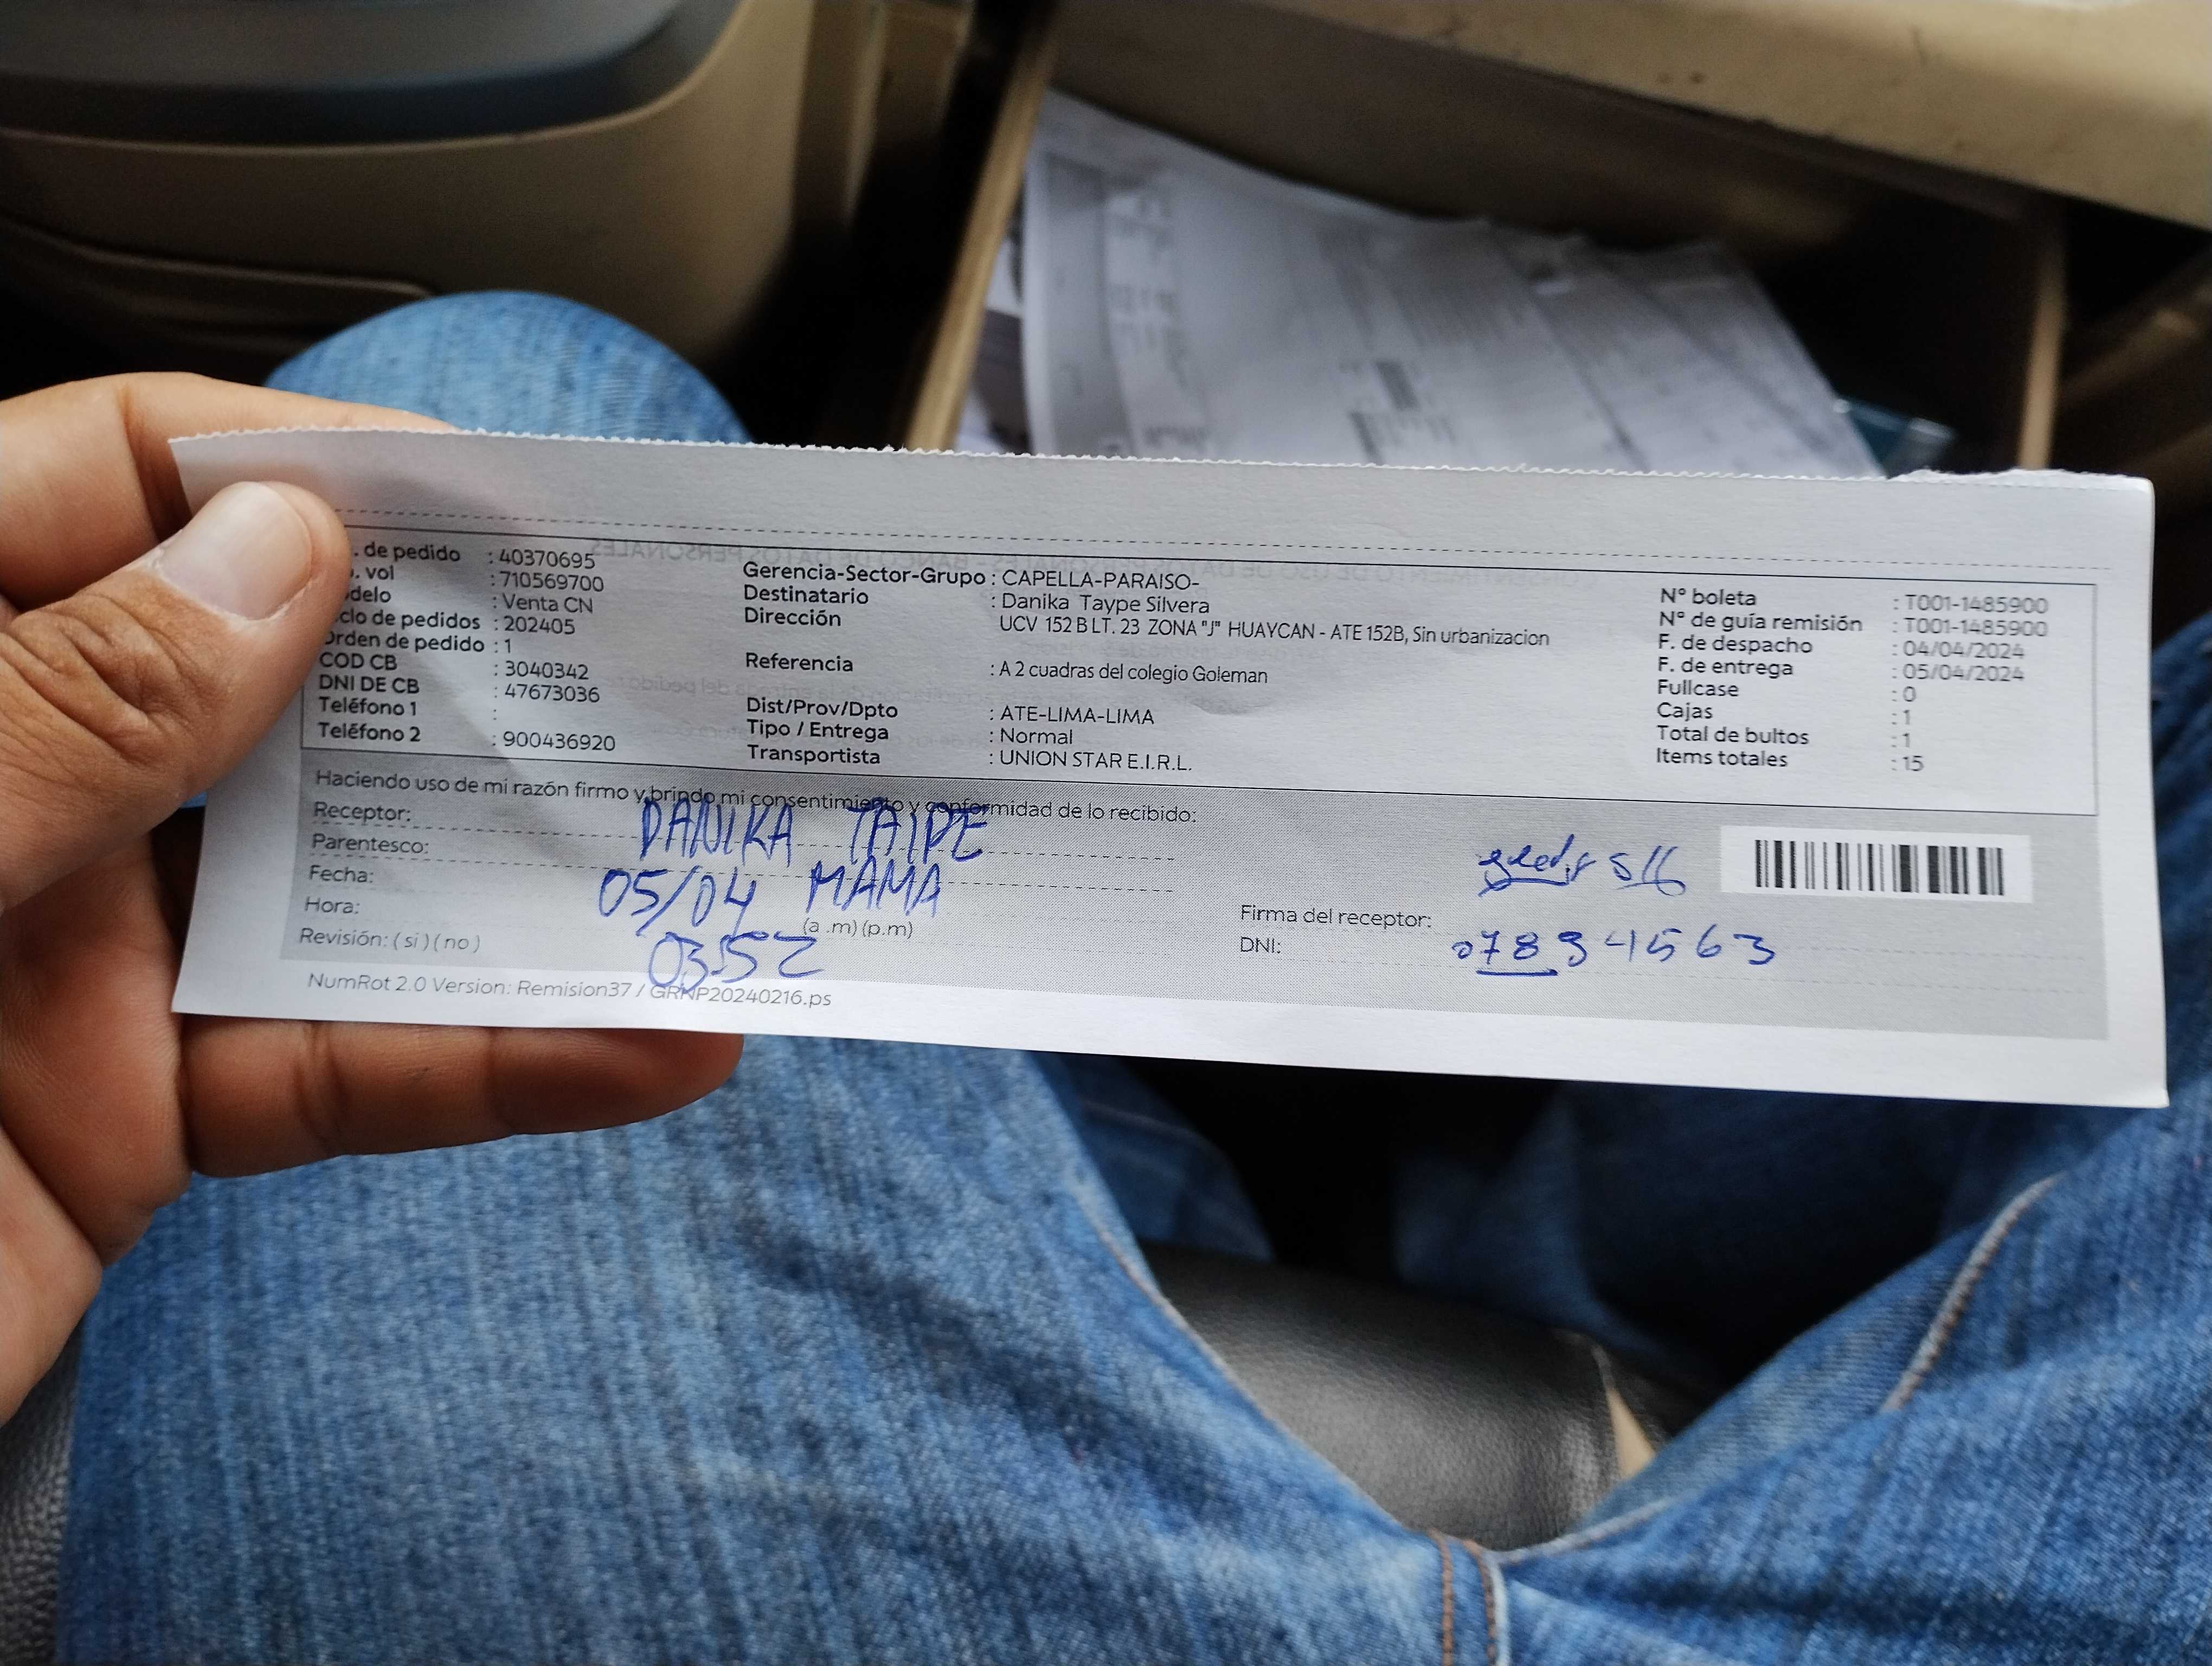 . de pedido : 40370695
. vol : 710569700
delo : Venta CN
clo de pedidos : 202405
Orden de pedido : 1
COD CB : 3040342
DNI DE CB : 47673036
Teléfono 1 :
Teléfono 2 : 900436920
Gerencia-Sector-Grupo : CAPELLA-PARAISO-
Destinatario : Danika Taype Silvera
Dirección UCV 152 B LT. 23 ZONA "J" HUAYCAN - ATE 152B, Sin urbanizacion
Referencia : A 2 cuadras del colegio Goleman
Dist/Prov/Dpto : ATE-LIMA-LIMA
Tipo / Entrega : Normal
Transportista : UNION STAR E.I.R.L.
N° boleta : T001-1485900
N° de guía remisión : T001-1485900
F. de despacho : 04/04/2024
F. de entrega : 05/04/2024
Fullcase : 0
Cajas : 1
Total de bultos : 1
Items totales : 15
Haciendo uso de mi razón firmo y brindo mi consentimiento y conformidad de lo recibido:
Receptor: DANIKA TAIPE
Parentesco: MAMA
Fecha: 05/04
Hora: 03:52 (a .m) (p.m)
Revisión: ( si ) ( no )
Firma del receptor:
DNI:
NumRot 2.0 Version: Remision37 / GRNP20240216.ps